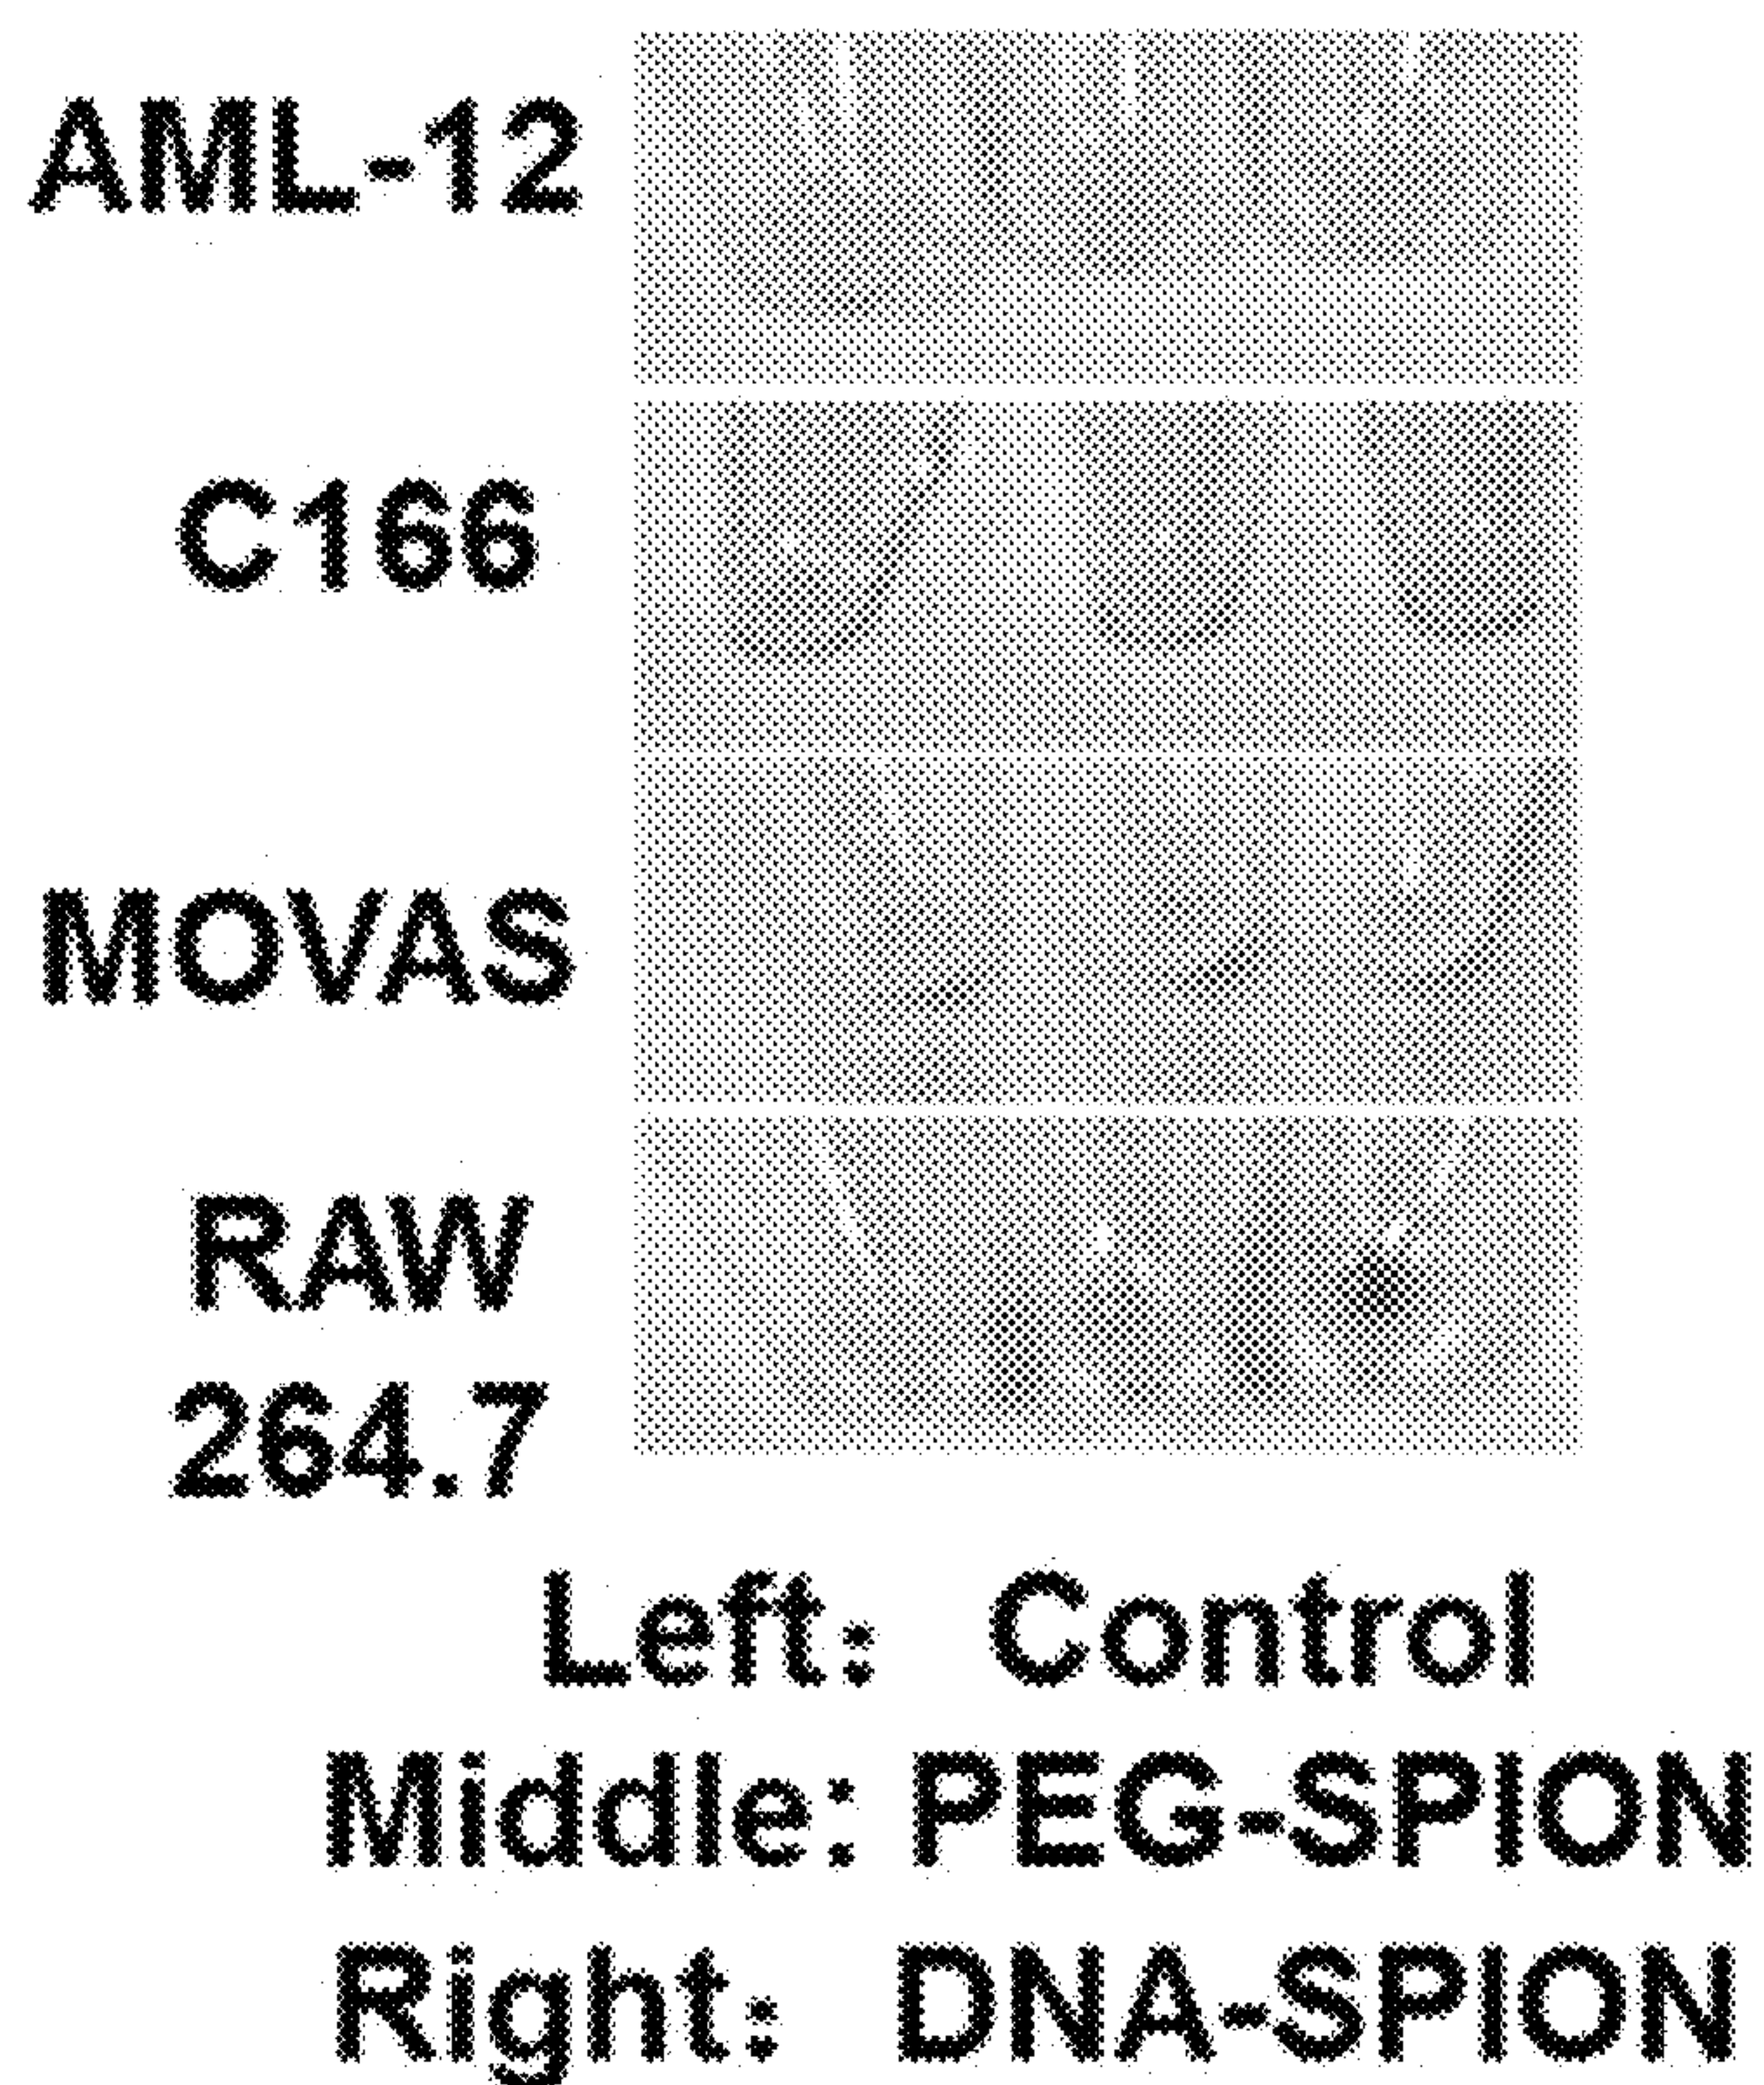 AML-12
C166
MOVAS
RAW
264.7
Left: Control
Middle: PEG-SPION
Right: DNA-SPION